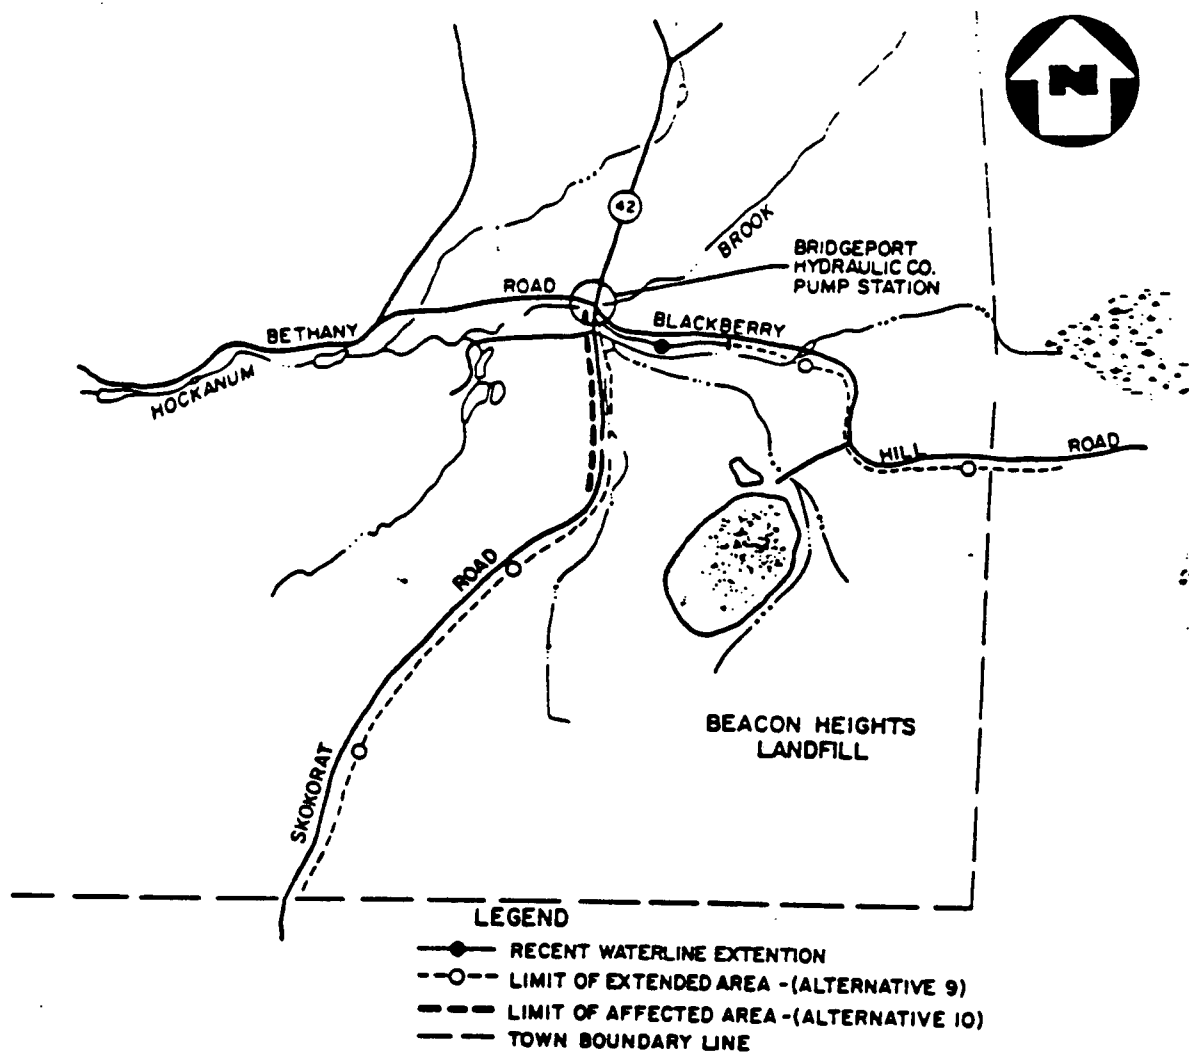 N
42
BROOK
BRIDGEPORT
HYDRAULIC CO.
PUMP STATION
ROAD
BLACKBERRY
BETHANY
HOCKANUM
HILL
ROAD
ROAD
SKOKORAT
BEACON HEIGHTS
LANDFILL
LEGEND
RECENT WATERLINE EXTENTION
LIMIT OF EXTENDED AREA -(ALTERNATIVE 9)
LIMIT OF AFFECTED AREA -(ALTERNATIVE 10)
TOWN BOUNDARY LINE